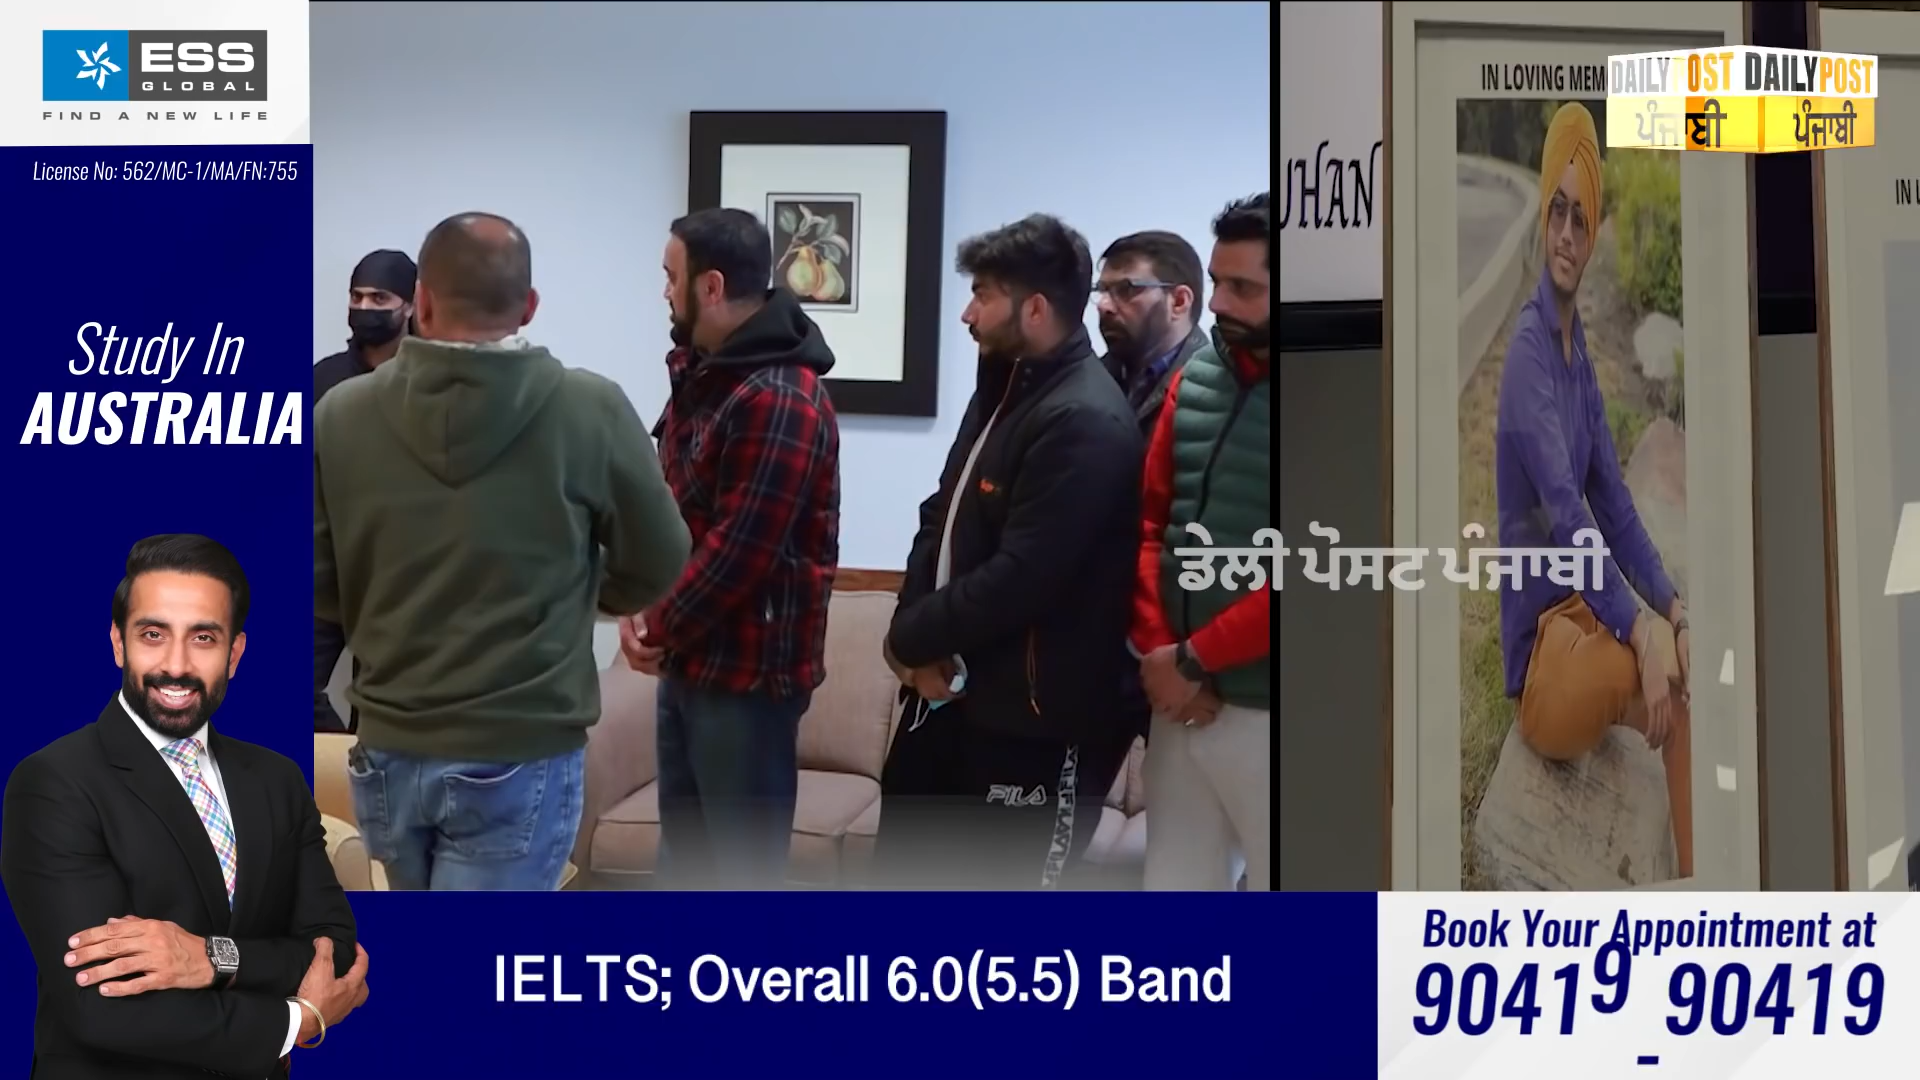 ESS
GLOBAL
FIND A NEW LIFE
License No: 562/MC-1/MA/FN:755
Study In
AUSTRALIA
UHAN
IN LOVING MEM
DAILY POST DAILY POST
ਪੰਜਾਬੀ ਪੰਜਾਬੀ
IN L
ਡੇਲੀ ਪੋਸਟ ਪੰਜਾਬੀ
FILA
IELTS; Overall 6.0(5.5) Band
Book Your Appointment at
90419-90419